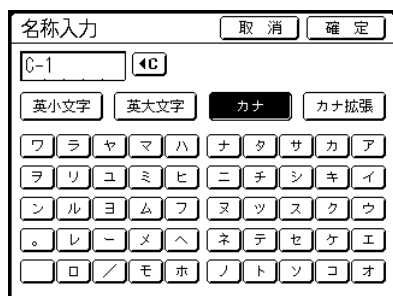 名称入力 取 消 確 定
C-1 ◀C
英小文字 英大文字 カナ カナ拡張
ワ ラ ヤ マ ハ ナ タ サ カ ア
ヲ リ ユ ミ ヒ ニ チ シ キ イ
ン ル ヨ ム フ ヌ ツ ス ク ウ
。 レ ー メ ヘ ネ テ セ ケ エ
ロ ／ モ ホ ノ ト ソ コ オ